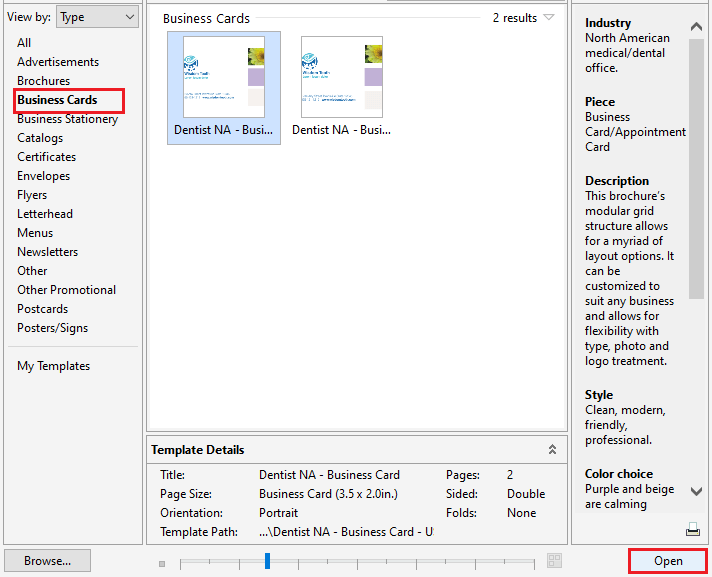 View by:
Type
All
Advertisements
Brochures
Business Cards
Business Stationery
Catalogs
Certificates
Envelopes
Flyers
Letterhead
Menus
Newsletters
Other
Other Promotional
Postcards
Posters/Signs
My Templates
Browse...
Business Cards
2 results
Wisdom Tooth
Dentist NA - Busi...
Dentist NA - Busi...
Template Details
Title: Dentist NA - Business Card
Pages: 2
Page Size: Business Card (3.5 x 2.0in.)
Sided: Double
Orientation: Portrait
Folds: None
Template Path: ...\Dentist NA - Business Card - U
Industry
North American
medical/dental
office.
Piece
Business
Card/Appointment
Card
Description
This brochure's
modular grid
structure allows
for a myriad of
layout options. It
can be
customized to
suit any business
and allows for
flexibility with
type, photo and
logo treatment.
Style
Clean, modern,
friendly,
professional.
Color choice
Purple and beige
are calming
Open